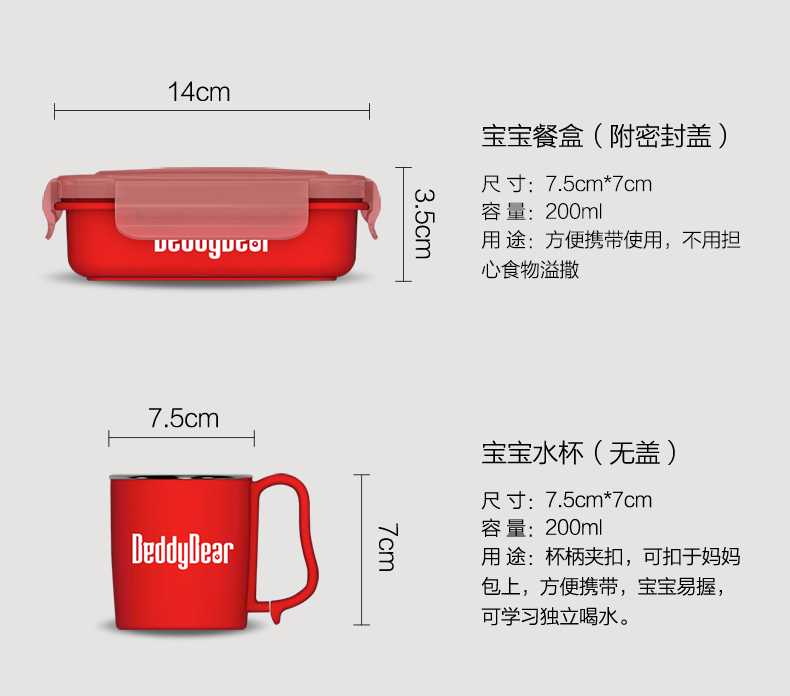 14cm
宝宝餐盒（附密封盖）
3.5cm
尺 寸：7.5cm*7cm
容 量：200ml
用 途：方便携带使用，不用担
心食物溢撒
DeddyDear
7.5cm
宝宝水杯（无盖）
7cm
尺 寸：7.5cm*7cm
容 量：200ml
用 途：杯柄夹扣，可扣于妈妈
包上，方便携带，宝宝易握，
可学习独立喝水。
DeddyDear